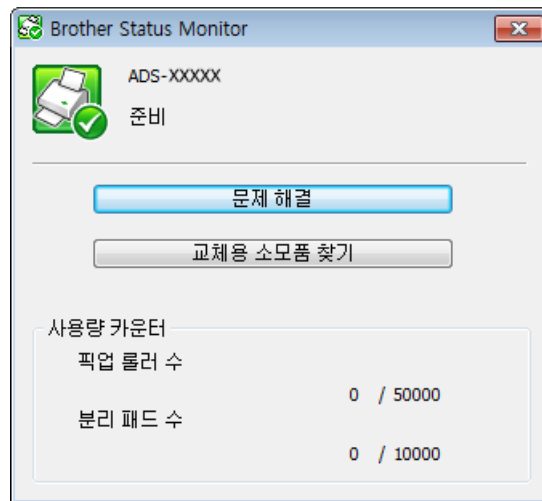 Brother Status Monitor
ADS-XXXXX
준비
문제 해결
교체용 소모품 찾기
사용량 카운터
픽업 롤러 수
0 / 50000
분리 패드 수
0 / 10000